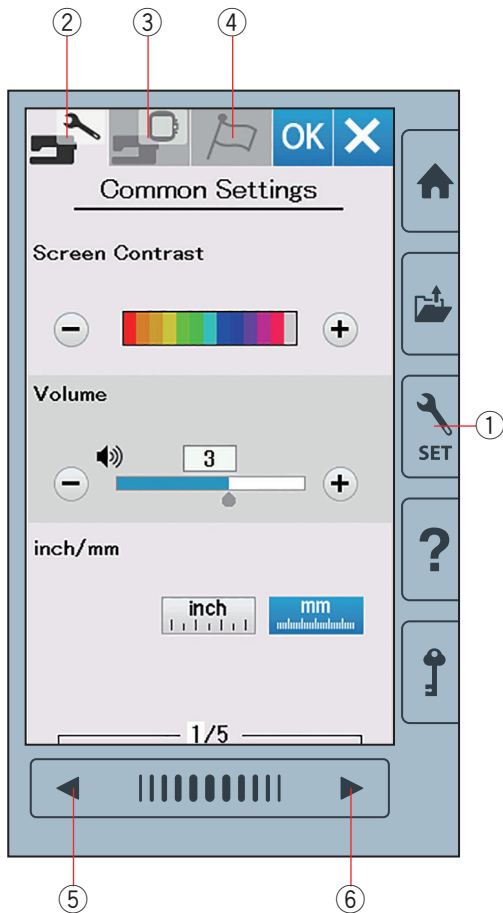 ② ③ ④
OK
Common Settings
Screen Contrast
Volume
3
SET
①
inch/mm
inch
mm
?
1/5
⑤ ⑥